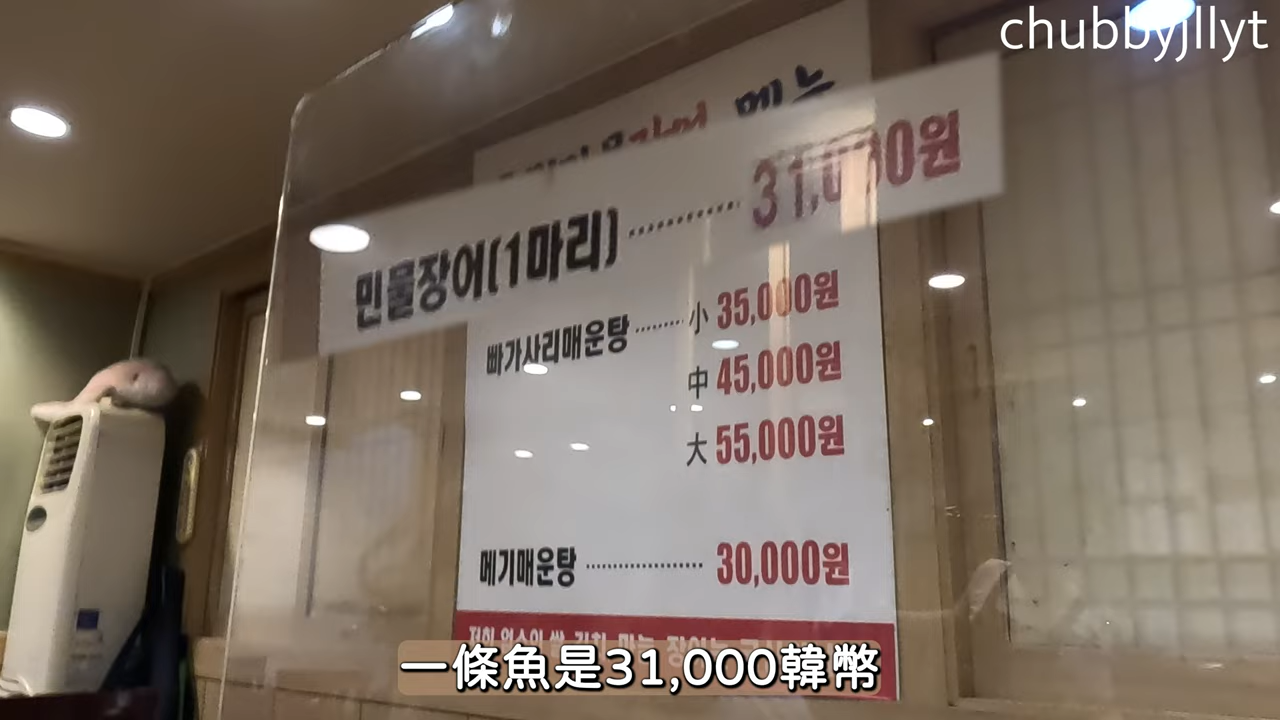 chubbyjllyt
메뉴
민물장어(1마리) ··········· 31,000원
빠가사리매운탕 ········ 小 35,000원
中 45,000원
大 55,000원
메기매운탕 ···················· 30,000원
一條魚是31,000韓幣